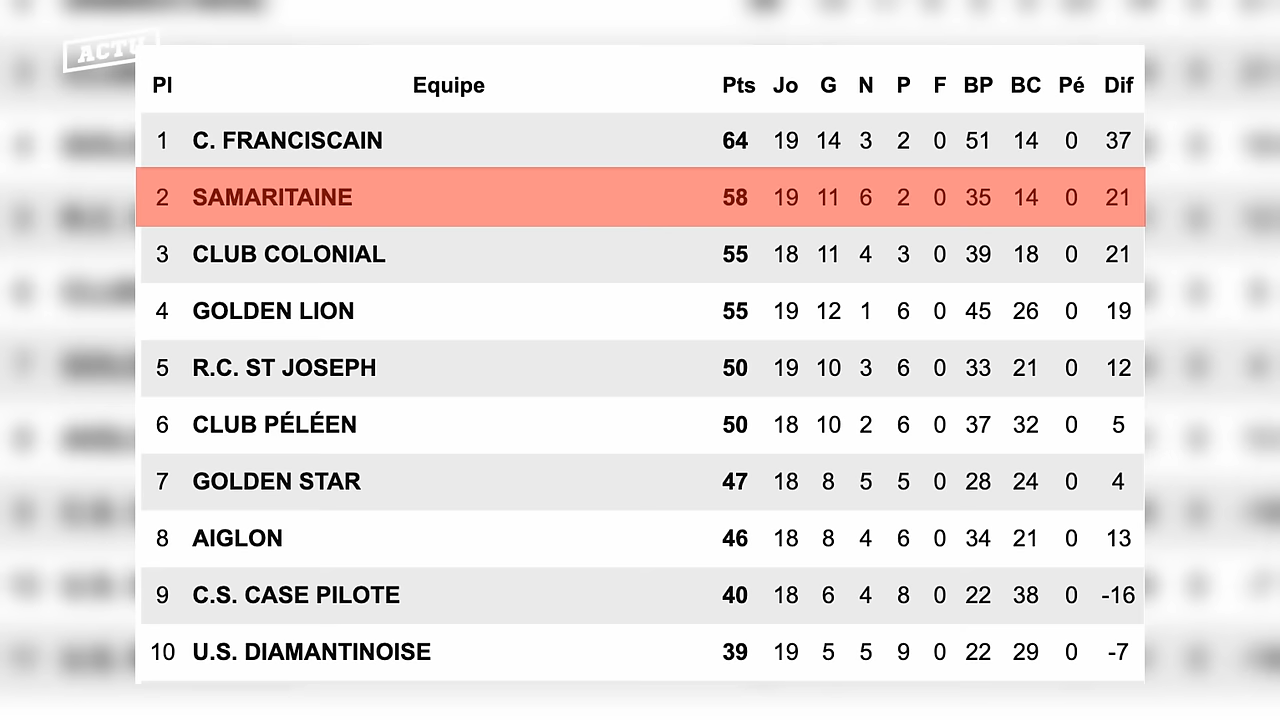 ACTU
Pl Equipe Pts Jo G N P F BP BC Pé Dif
1 C. FRANCISCAIN 64 19 14 3 2 0 51 14 0 37
2 SAMARITAINE 58 19 11 6 2 0 35 14 0 21
3 CLUB COLONIAL 55 18 11 4 3 0 39 18 0 21
4 GOLDEN LION 55 19 12 1 6 0 45 26 0 19
5 R.C. ST JOSEPH 50 19 10 3 6 0 33 21 0 12
6 CLUB PÉLÉEN 50 18 10 2 6 0 37 32 0 5
7 GOLDEN STAR 47 18 8 5 5 0 28 24 0 4
8 AIGLON 46 18 8 4 6 0 34 21 0 13
9 C.S. CASE PILOTE 40 18 6 4 8 0 22 38 0 -16
10 U.S. DIAMANTINOISE 39 19 5 5 9 0 22 29 0 -7